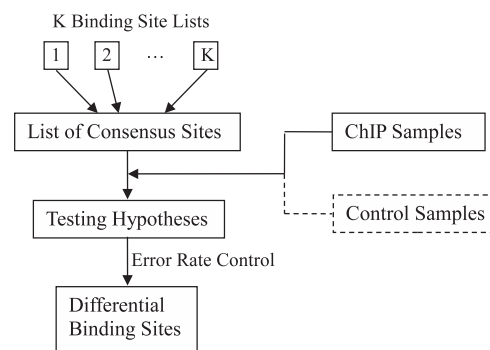 K Binding Site Lists
1 2 ... K
List of Consensus Sites
ChIP Samples
Control Samples
Testing Hypotheses
Error Rate Control
Differential
Binding Sites